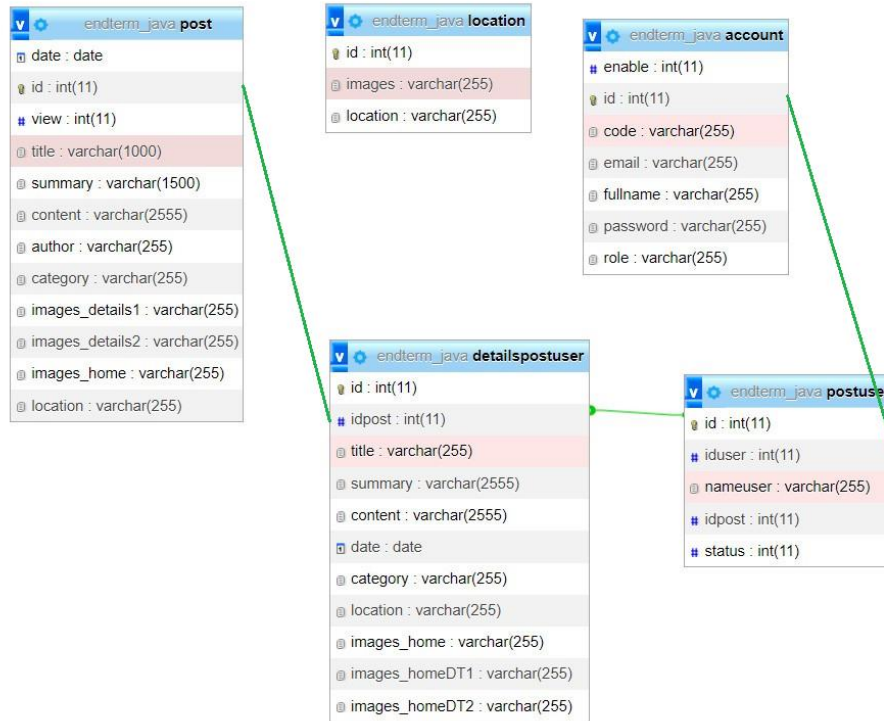 endterm_java post
date : date
id : int(11)
view : int(11)
title : varchar(1000)
summary : varchar(1500)
content : varchar(2555)
author : varchar(255)
category : varchar(255)
images_details1 : varchar(255)
images_details2 : varchar(255)
images_home : varchar(255)
location : varchar(255)
endterm_java location
id : int(11)
images : varchar(255)
location : varchar(255)
endterm_java account
enable : int(11)
id : int(11)
code : varchar(255)
email : varchar(255)
fullname : varchar(255)
password : varchar(255)
role : varchar(255)
endterm_java detailspostuser
id : int(11)
idpost : int(11)
title : varchar(255)
summary : varchar(2555)
content : varchar(2555)
date : date
category : varchar(255)
location : varchar(255)
images_home : varchar(255)
images_homeDT1 : varchar(255)
images_homeDT2 : varchar(255)
endterm_java postuse
id : int(11)
iduser : int(11)
nameuser : varchar(255)
idpost : int(11)
status : int(11)